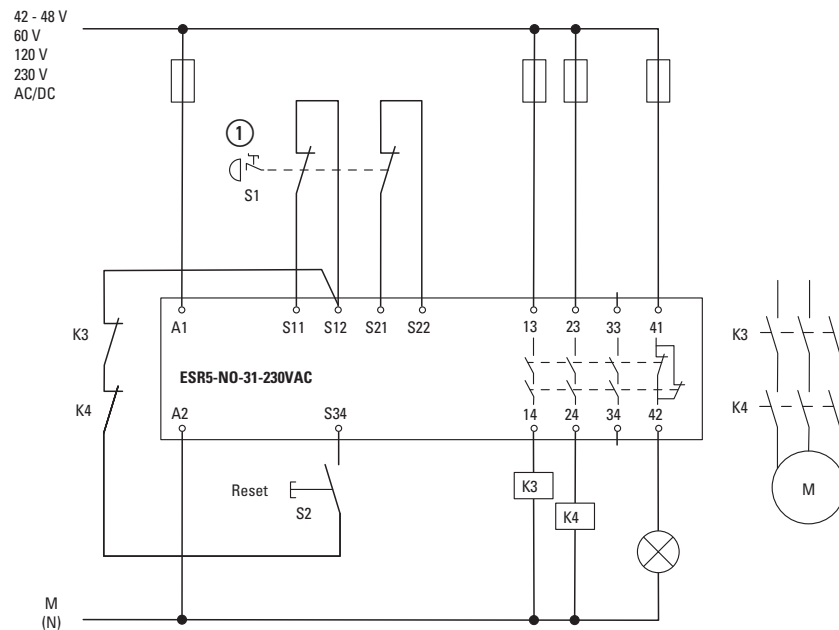 42 - 48 V
60 V
120 V
230 V
AC/DC
1
S1
K3
K4
A1
S11
S12
S21
S22
13
23
33
41
ESR5-NO-31-230VAC
A2
S34
14
24
34
42
Reset
S2
K3
K4
K3
K4
M
M
(N)